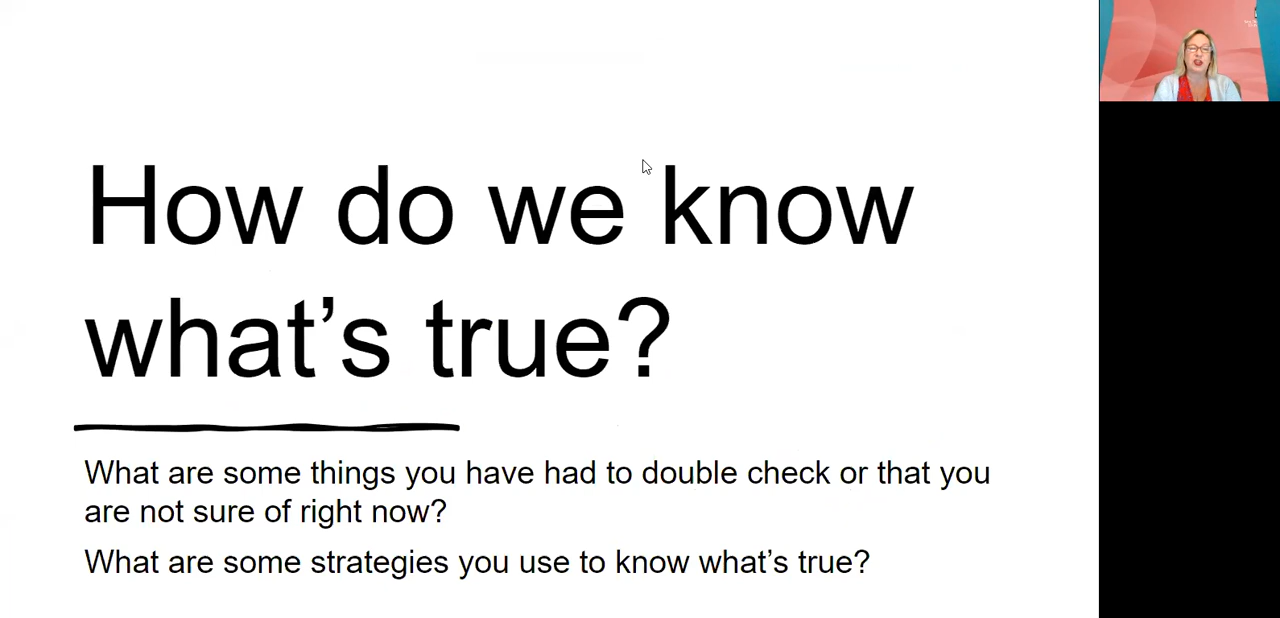 How do we know
what’s true?
What are some things you have had to double check or that you
are not sure of right now?
What are some strategies you use to know what’s true?